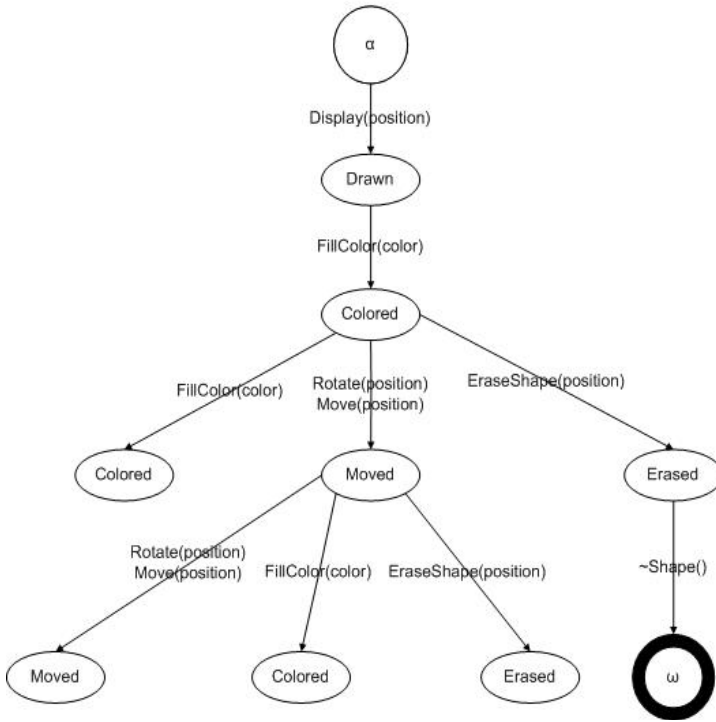 α
Display(position)
Drawn
FillColor(color)
Colored
FillColor(color)
Rotate(position)
Move(position)
EraseShape(position)
Colored
Moved
Erased
Rotate(position)
Move(position)
FillColor(color)
EraseShape(position)
~Shape()
Moved
Colored
Erased
ω